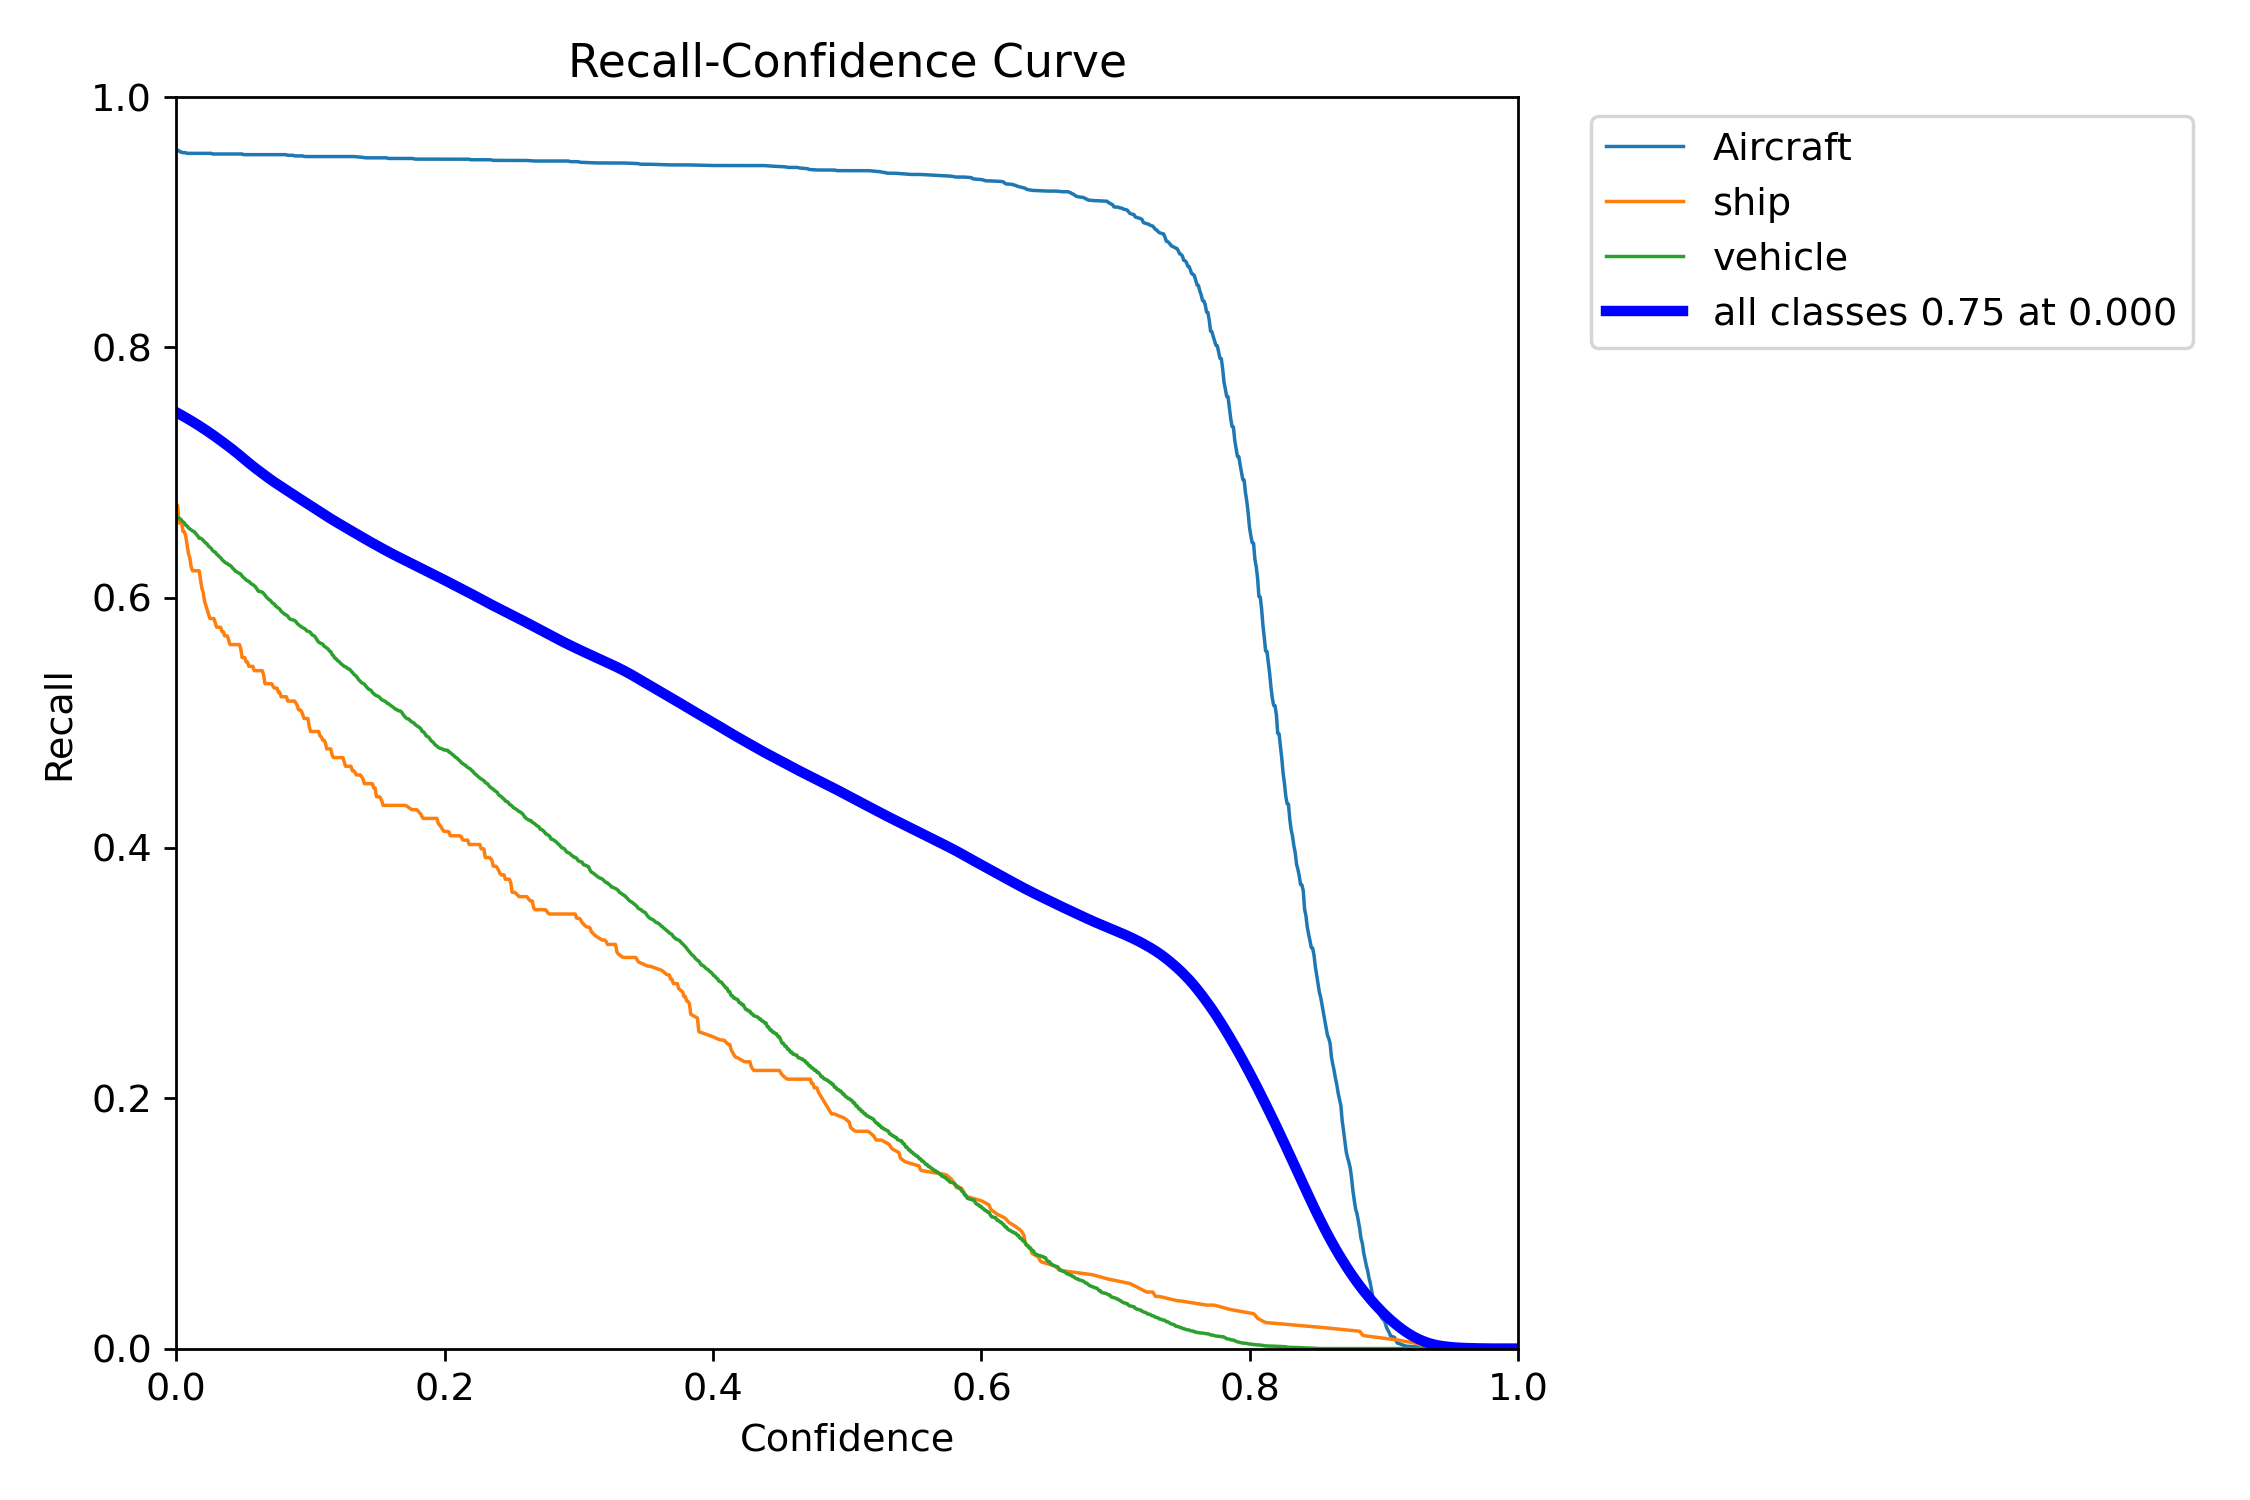 Recall-Confidence Curve
1.0
0.8
0.6
0.4
0.2
0.0
Recall
0.0 0.2 0.4 0.6 0.8 1.0
Confidence
Aircraft
ship
vehicle
all classes 0.75 at 0.000